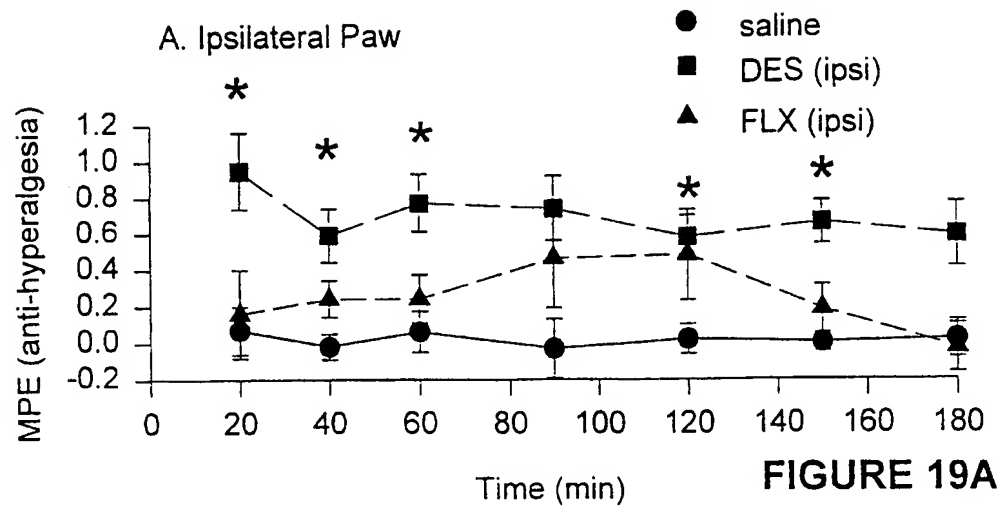 A. Ipsilateral Paw
saline
DES (ipsi)
FLX (ipsi)
MPE (anti-hyperalgesia)
1.2
1.0
0.8
0.6
0.4
0.2
0.0
-0.2
* * * * *
0 20 40 60 80 100 120 140 160 180
Time (min)
FIGURE 19A